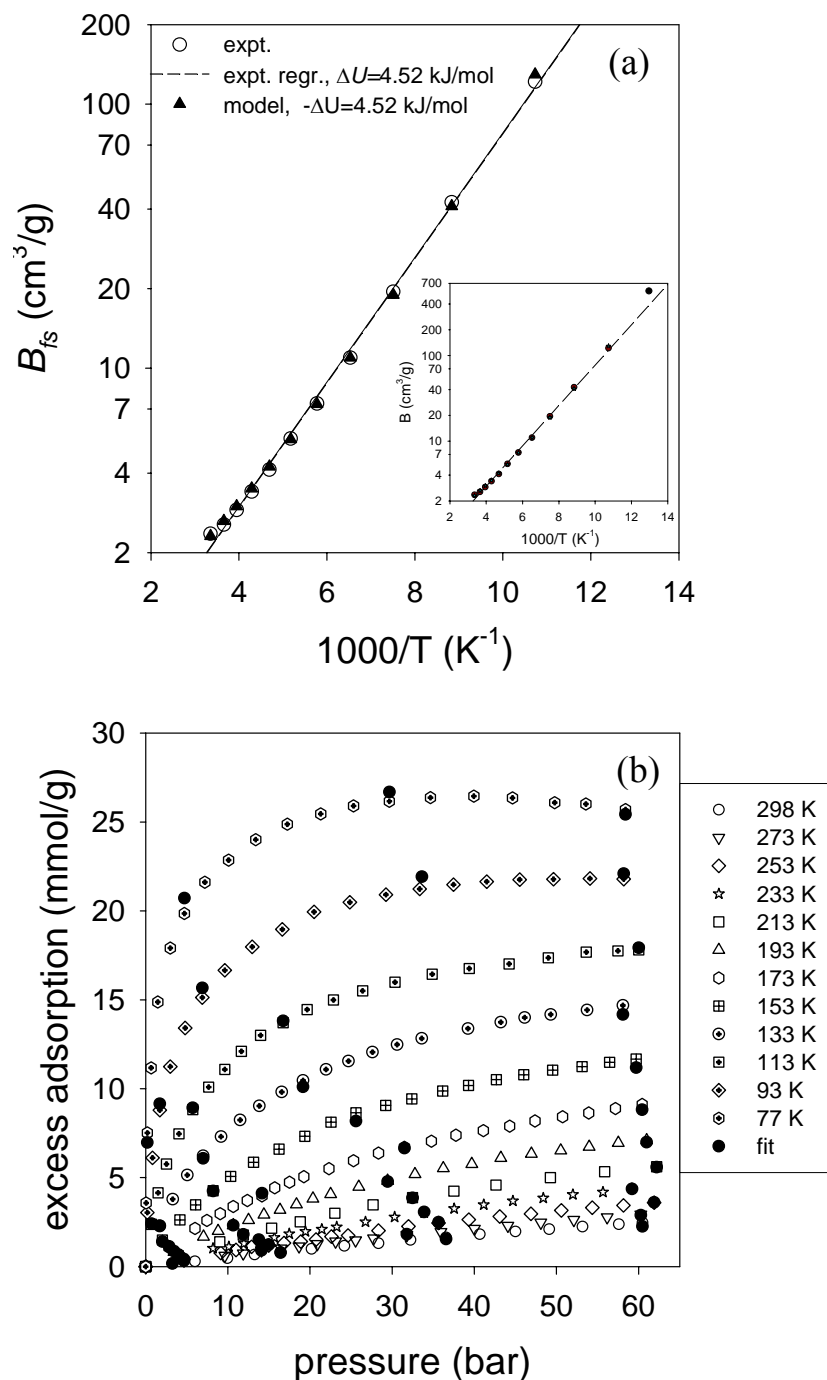 200
100
70
40
20
10
7
4
2
B_fs (cm³/g)
expt.
expt. regr., ΔU=4.52 kJ/mol
model, -ΔU=4.52 kJ/mol
(a)
700
400
200
100
40
20
10
7
4
2
B (cm³/g)
2 4 6 8 10 12 14
1000/T (K⁻¹)
2 4 6 8 10 12 14
1000/T (K⁻¹)
30
25
20
15
10
5
0
excess adsorption (mmol/g)
(b)
298 K
273 K
253 K
233 K
213 K
193 K
173 K
153 K
133 K
113 K
93 K
77 K
fit
0 10 20 30 40 50 60
pressure (bar)